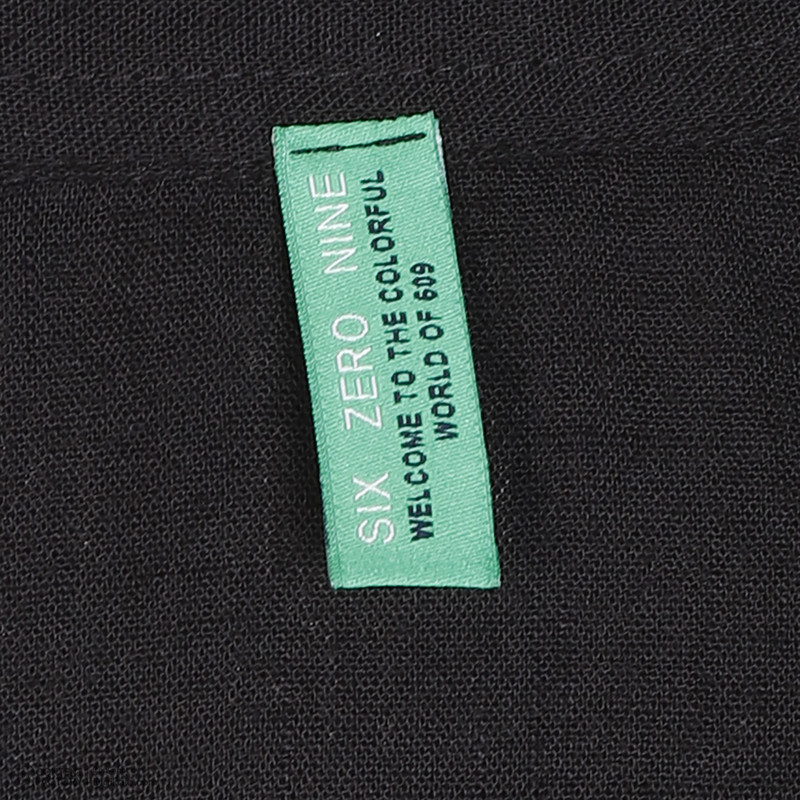 SIX ZERO NINE
WELCOME TO THE COLORFUL
WORLD OF 609